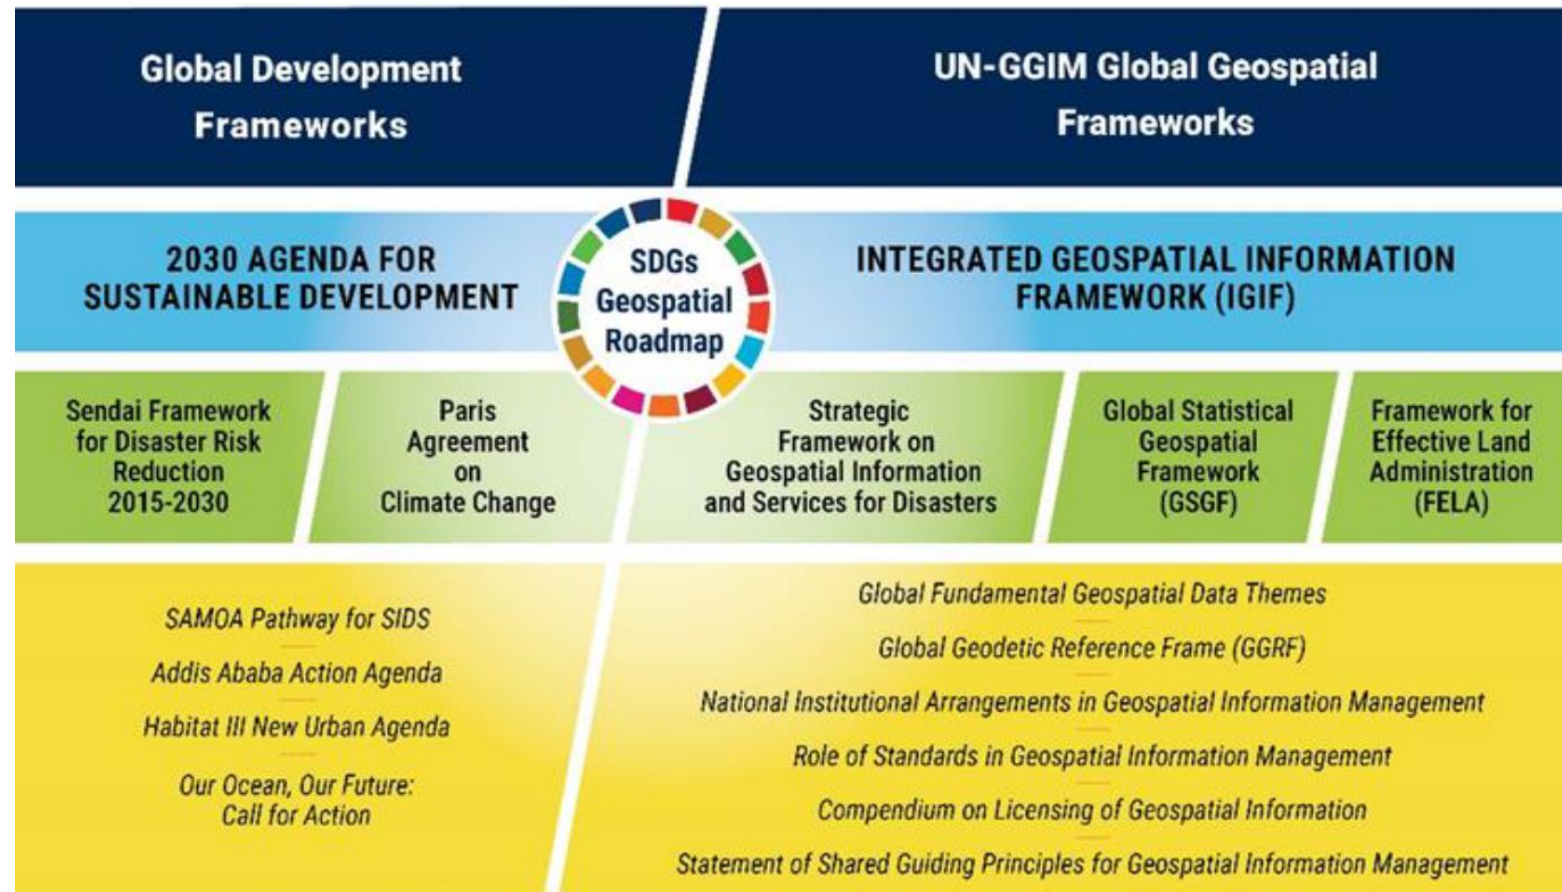 Global Development
Frameworks
UN-GGIM Global Geospatial
Frameworks
2030 AGENDA FOR
SUSTAINABLE DEVELOPMENT
SDGs
Geospatial
Roadmap
INTEGRATED GEOSPATIAL INFORMATION
FRAMEWORK (IGIF)
Sendai Framework
for Disaster Risk
Reduction
2015-2030
Paris
Agreement
on
Climate Change
Strategic
Framework on
Geospatial Information
and Services for Disasters
Global Statistical
Geospatial
Framework
(GSGF)
Framework for
Effective Land
Administration
(FELA)
SAMOA Pathway for SIDS
Addis Ababa Action Agenda
Habitat III New Urban Agenda
Our Ocean, Our Future:
Call for Action
Global Fundamental Geospatial Data Themes
Global Geodetic Reference Frame (GGRF)
National Institutional Arrangements in Geospatial Information Management
Role of Standards in Geospatial Information Management
Compendium on Licensing of Geospatial Information
Statement of Shared Guiding Principles for Geospatial Information Management